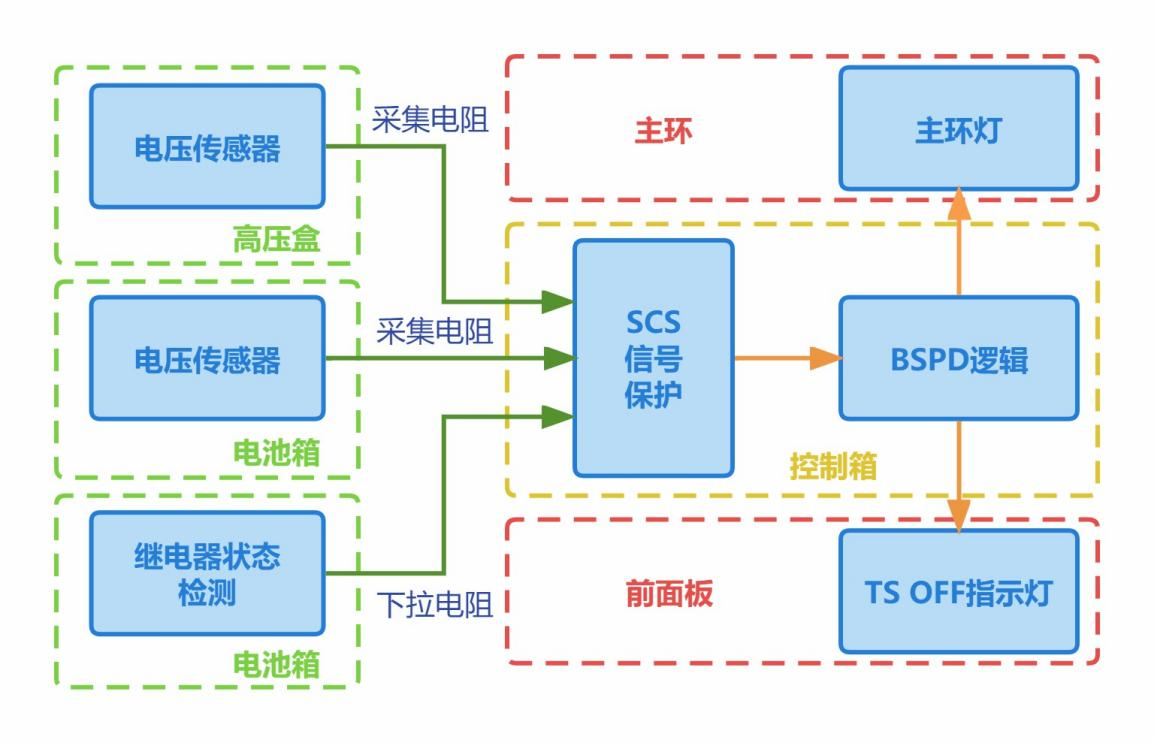 电压传感器
高压盒
采集电阻
电压传感器
电池箱
采集电阻
继电器状态
检测
电池箱
下拉电阻
主环
主环灯
SCS
信号
保护
BSPD逻辑
控制箱
前面板
TS OFF指示灯